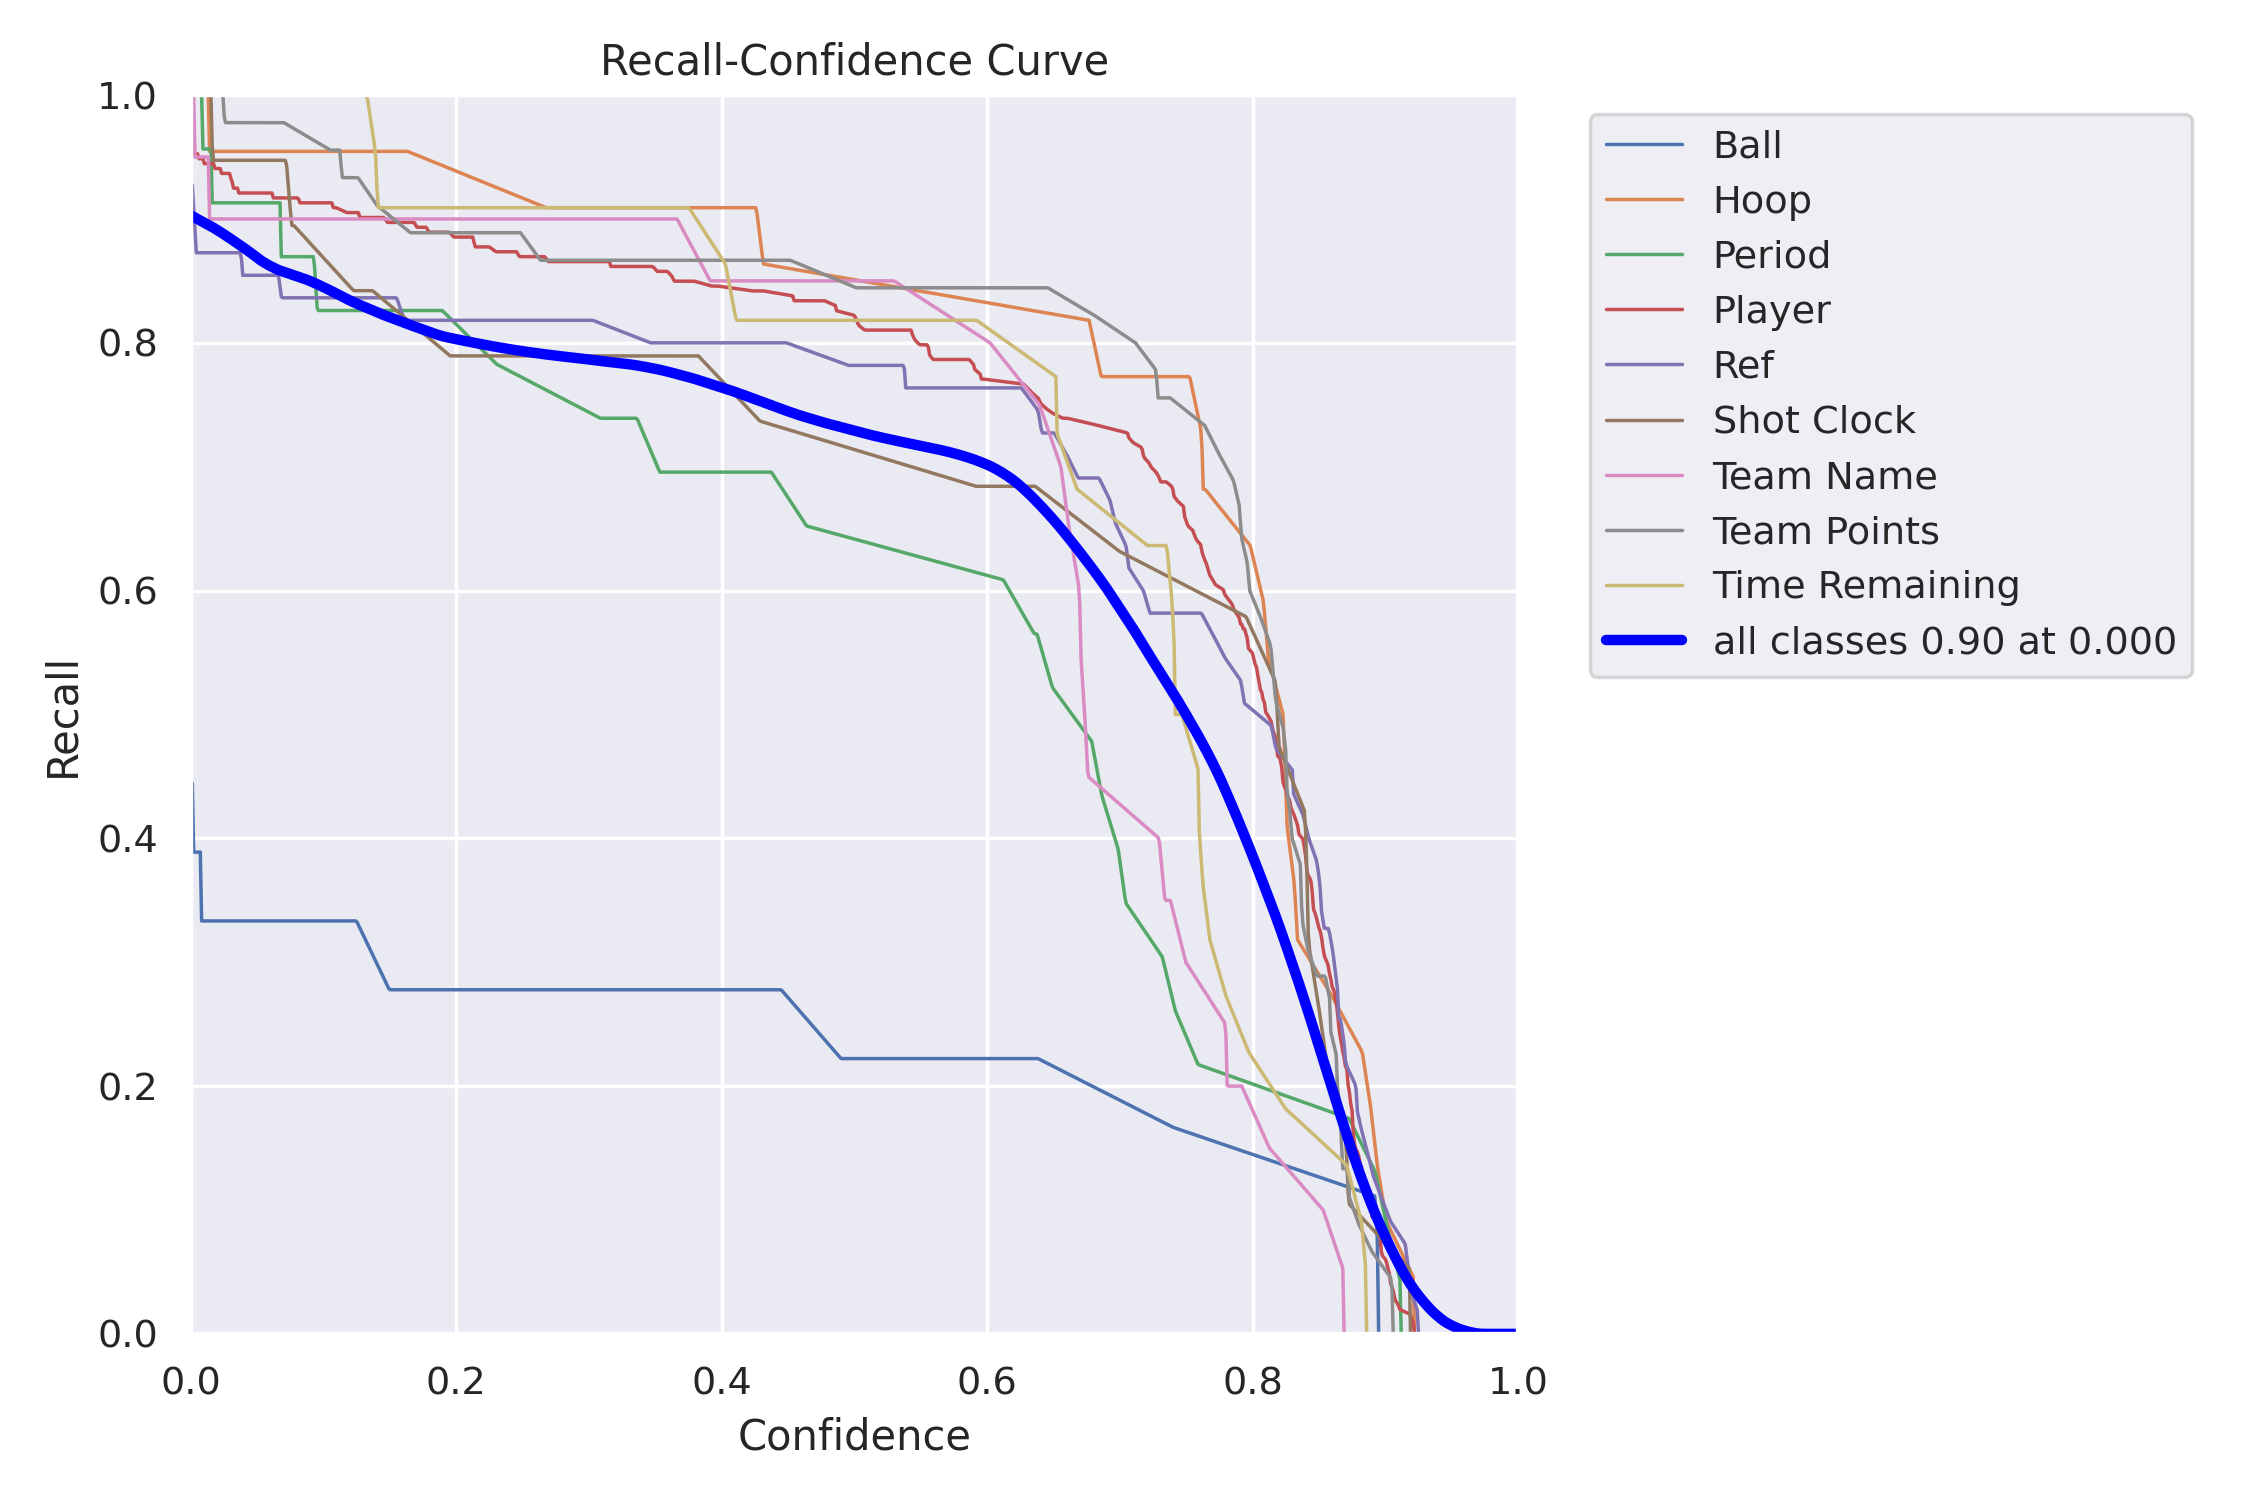 Recall-Confidence Curve
1.0
0.8
0.6
0.4
0.2
0.0
Recall
0.0 0.2 0.4 0.6 0.8 1.0
Confidence
Ball
Hoop
Period
Player
Ref
Shot Clock
Team Name
Team Points
Time Remaining
all classes 0.90 at 0.000